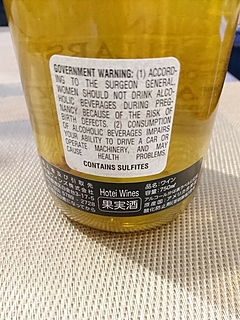 GOVERNMENT WARNING: (1) ACCORD-
ING TO THE SURGEON GENERAL,
WOMEN SHOULD NOT DRINK ALCO-
HOLIC BEVERAGES DURING PREG-
NANCY BECAUSE OF THE RISK OF
BIRTH DEFECTS. (2) CONSUMPTION
OF ALCOHOLIC BEVERAGES IMPAIRS
YOUR ABILITY TO DRIVE A CAR OR
OPERATE MACHINERY, AND MAY
CAUSE HEALTH PROBLEMS.
CONTAINS SULFITES
Hotei Wines
果実酒
品名:ワイン
容量:750ml